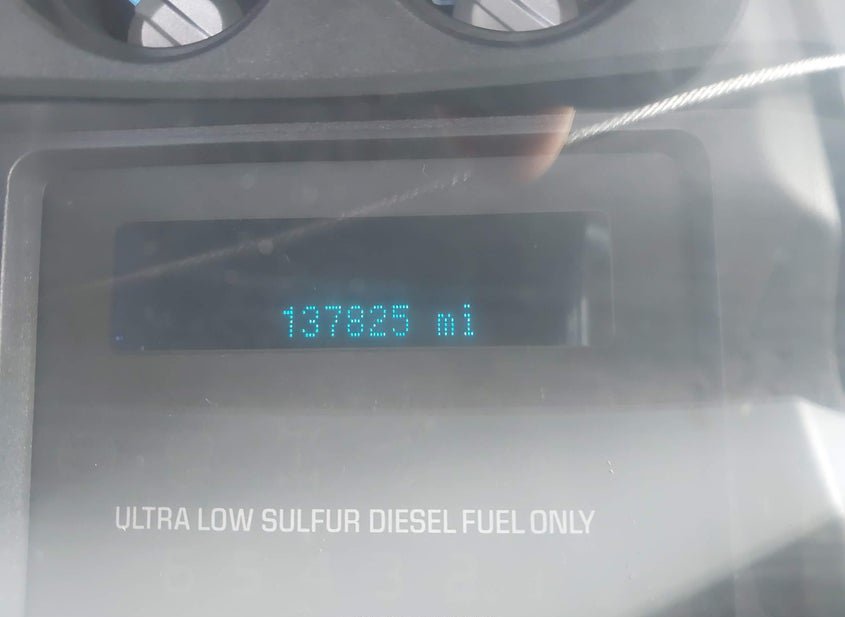 137825 mi
ULTRA LOW SULFUR DIESEL FUEL ONLY